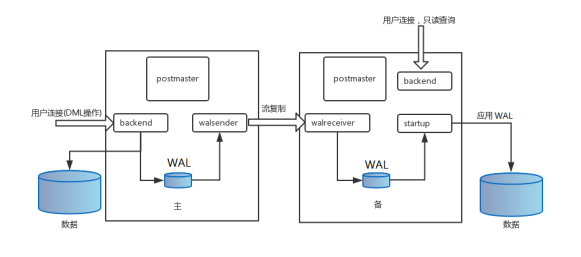 用户连接，只读查询
postmaster
postmaster
backend
用户连接(DML操作)
backend
walsender
流复制
walreceiver
startup
应用 WAL
WAL
WAL
主
备
数据
数据